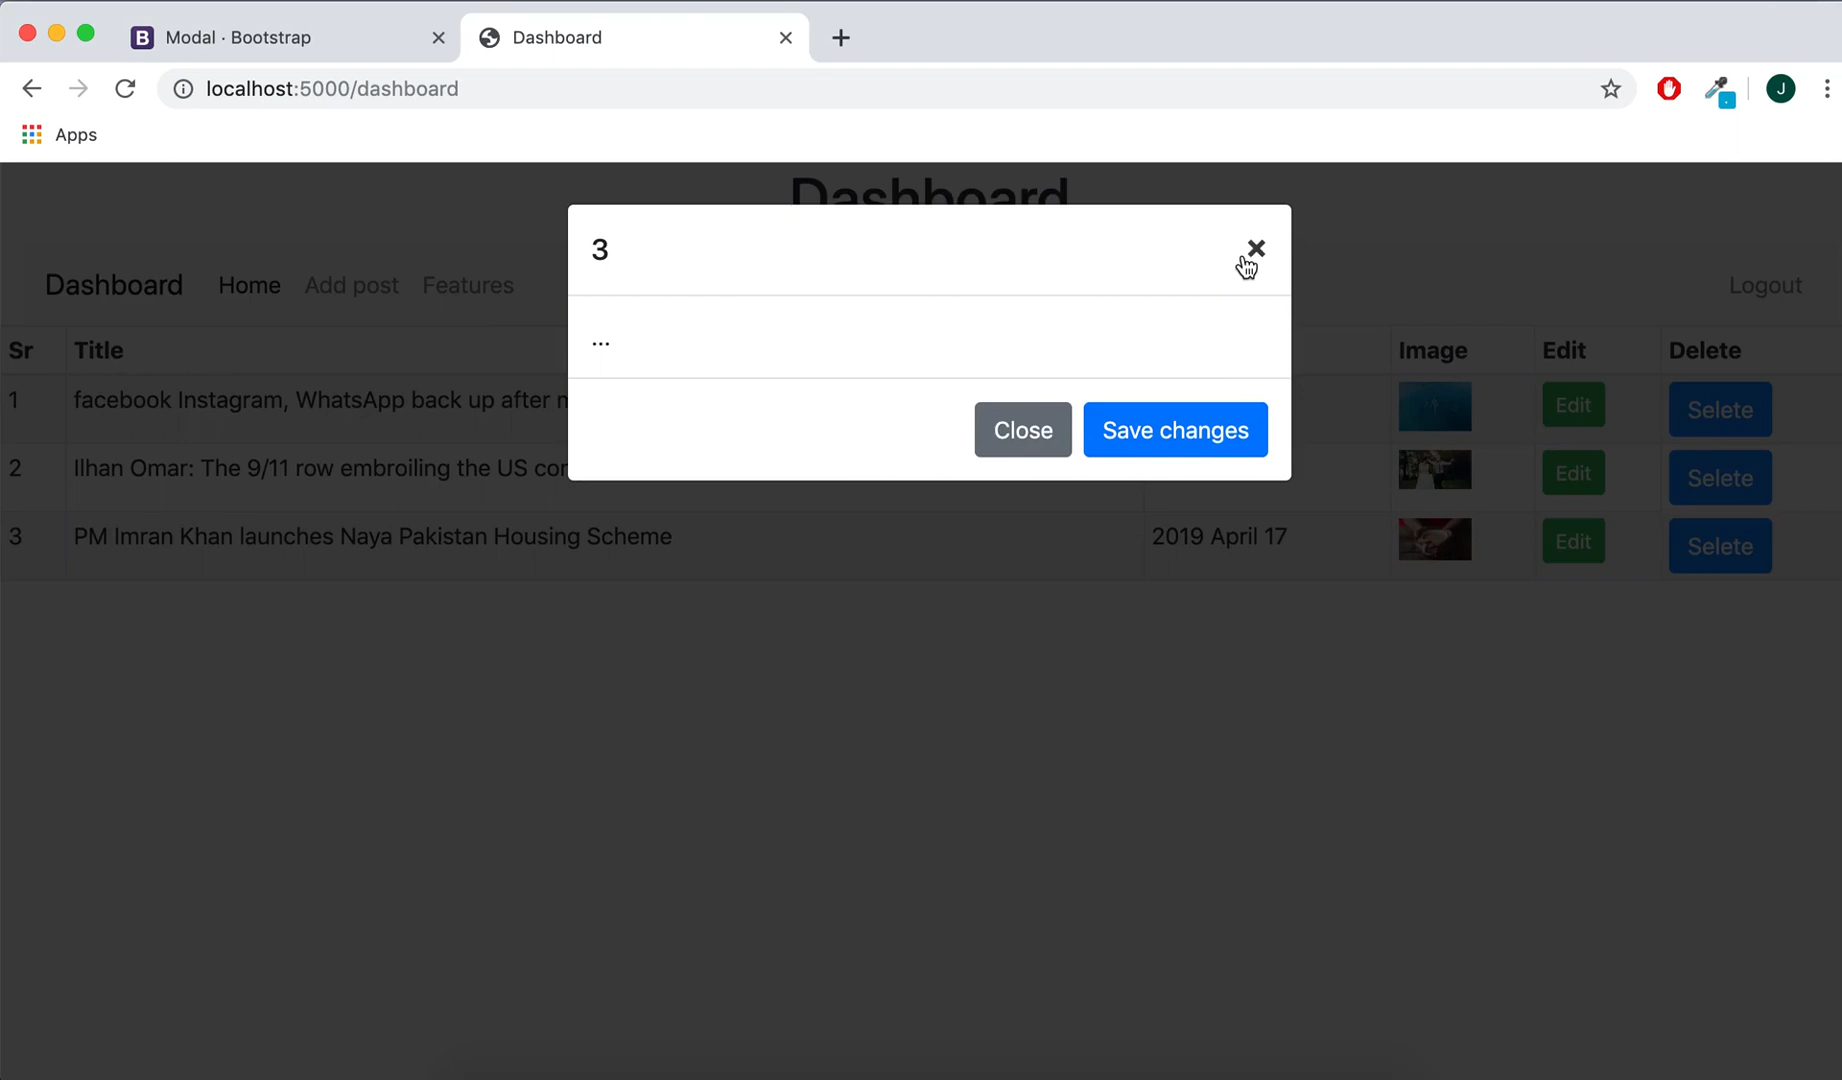 Modal · Bootstrap
Dashboard
localhost:5000/dashboard
J
Apps
Dashboard
3
Dashboard Home Add post Features Logout
...
Close Save changes
Sr Title Image Edit Delete
1 facebook Instagram, WhatsApp back up after Edit Selete
2 Ilhan Omar: The 9/11 row embroiling the US Edit Selete
3 PM Imran Khan launches Naya Pakistan Housing Scheme 2019 April 17 Edit Selete